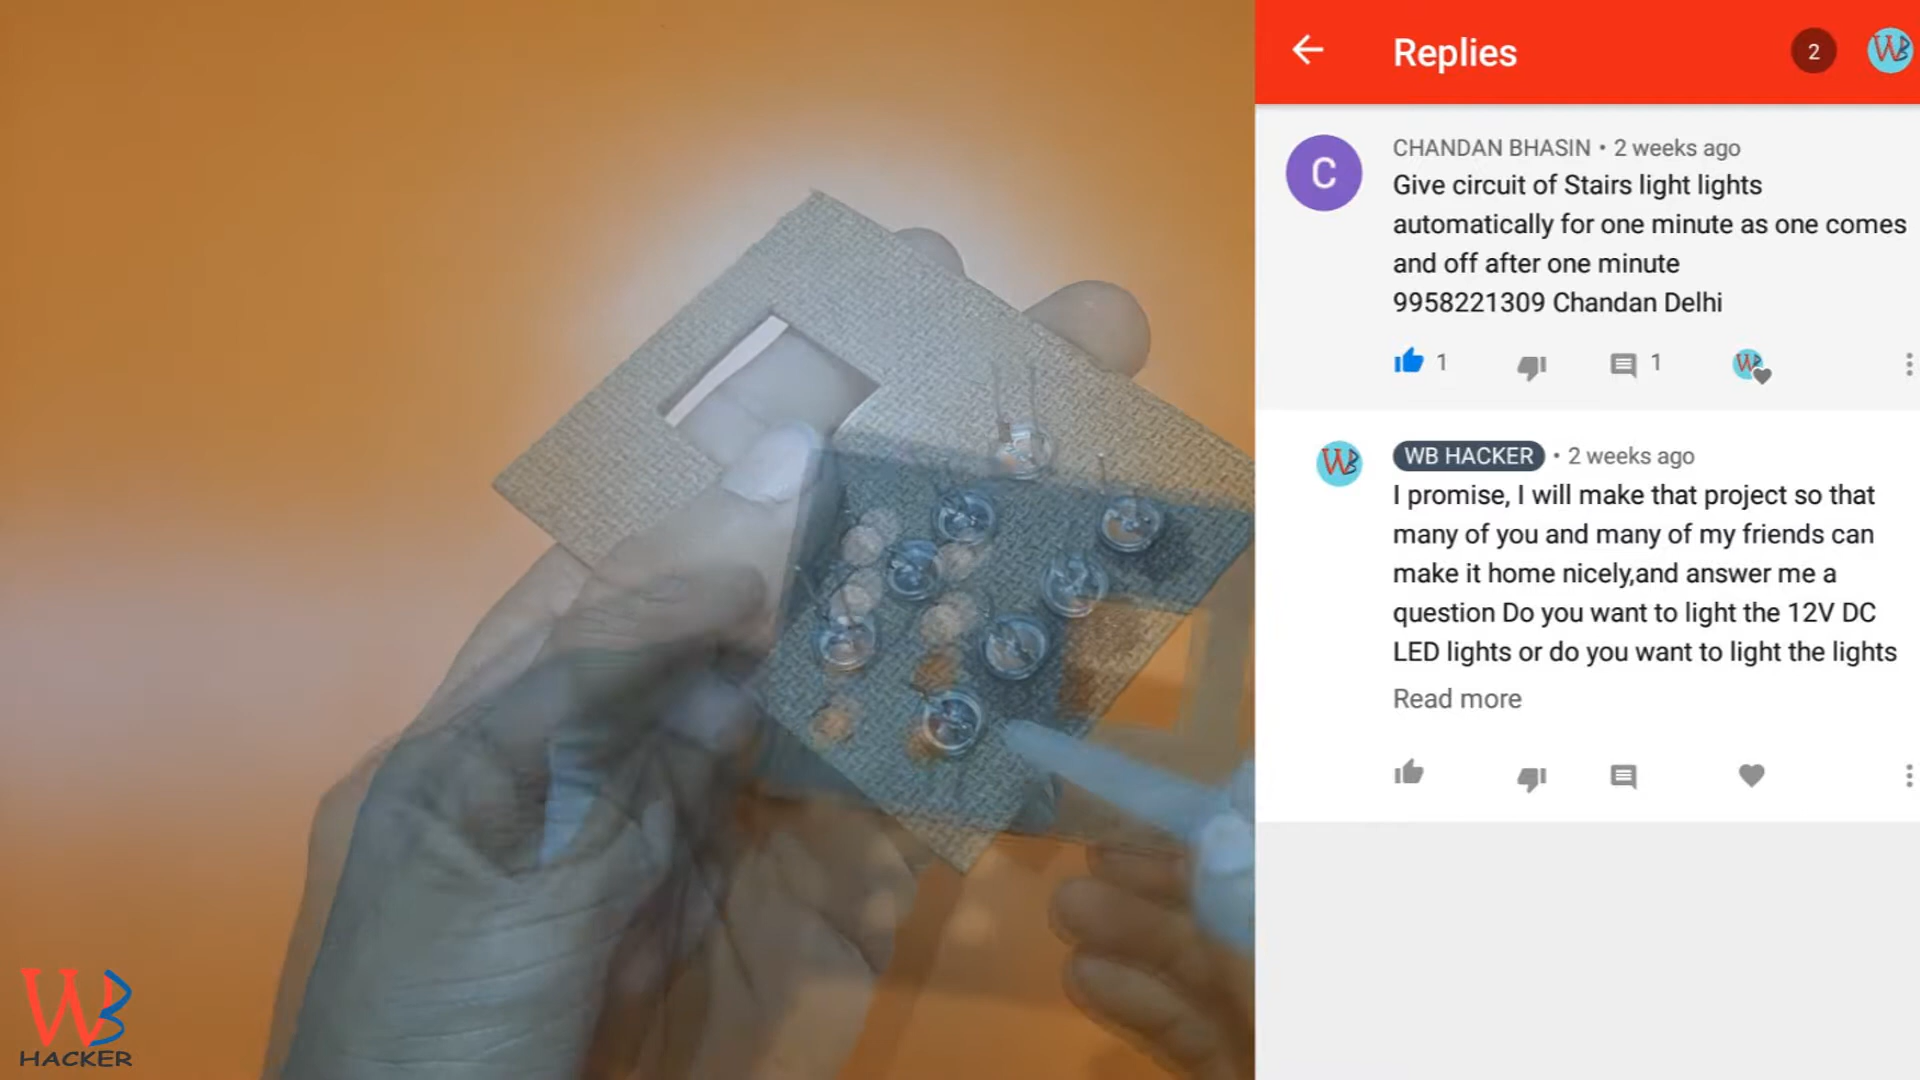 Replies
2
WB
CHANDAN BHASIN • 2 weeks ago
C
Give circuit of Stairs light lights
automatically for one minute as one comes
and off after one minute
9958221309 Chandan Delhi
1
1
WB
WB
WB HACKER • 2 weeks ago
I promise, I will make that project so that
many of you and many of my friends can
make it home nicely,and answer me a
question Do you want to light the 12V DC
LED lights or do you want to light the lights
Read more
WB
HACKER